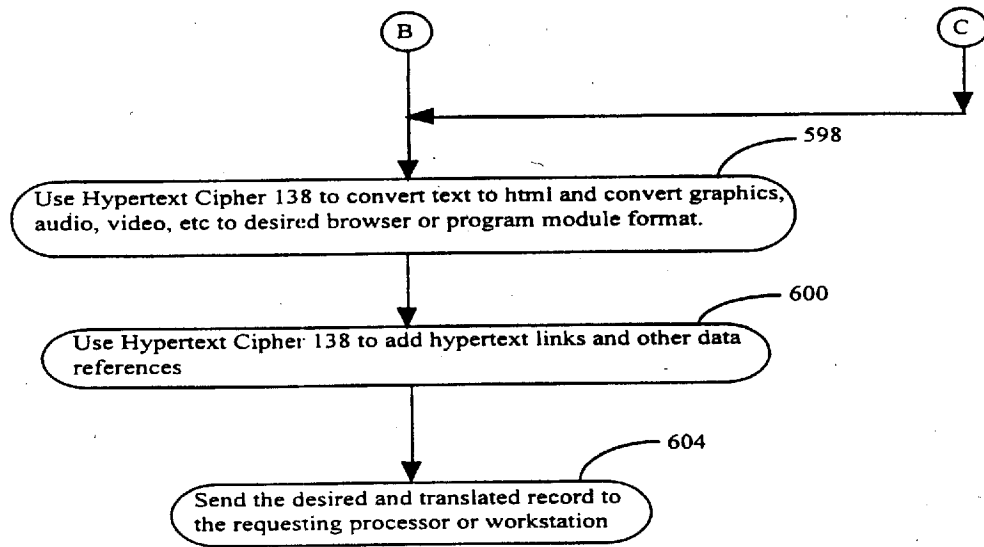 B
C
598
Use Hypertext Cipher 138 to convert text to html and convert graphics,
audio, video, etc to desired browser or program module format.
600
Use Hypertext Cipher 138 to add hypertext links and other data
references
604
Send the desired and translated record to
the requesting processor or workstation